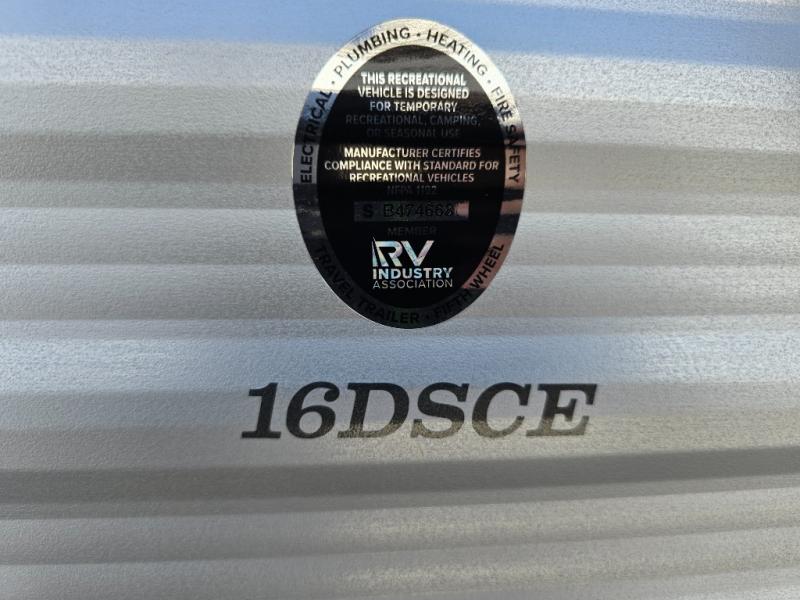 ELECTRICAL · PLUMBING · HEATING · FIRE SAFETY
THIS RECREATIONAL
VEHICLE IS DESIGNED
FOR TEMPORARY
RECREATIONAL, CAMPING,
OR SEASONAL USE
MANUFACTURER CERTIFIES
COMPLIANCE WITH STANDARD FOR
RECREATIONAL VEHICLES
NFPA 1192
S B474668
MEMBER
RV
INDUSTRY
ASSOCIATION
TRAVEL TRAILER · FIFTH WHEEL
16DSCE